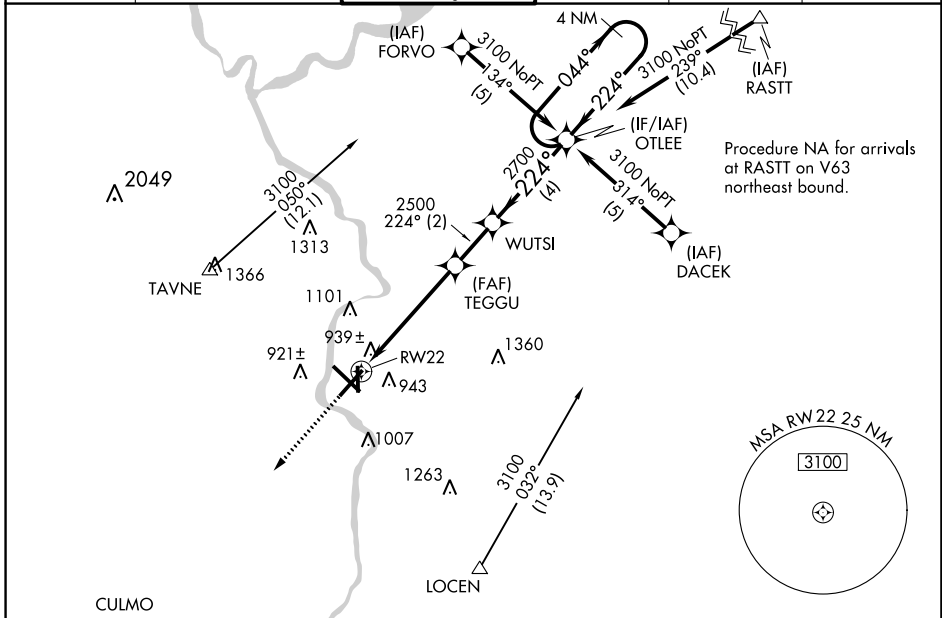 4 NM
(IAF)
FORVO
3100 NoPT
134°
(5)
044°
224°
3100 NoPT
239°
(10.4)
(IAF)
RASTT
(IF/IAF)
OTLEE
Procedure NA for arrivals
at RASTT on V63
northeast bound.
2049
3100
050°
(12.1)
1313
2700
224°
(4)
3100 NoPT
314°
(5)
2500
224° (2)
WUTSI
(IAF)
DACEK
1366
TAVNE
(FAF)
TEGGU
1101
939±
RW22
1360
921±
943
1007
1263
3100
032°
(13.9)
MSA RW 22 25 NM
3100
LOCEN
CULMO